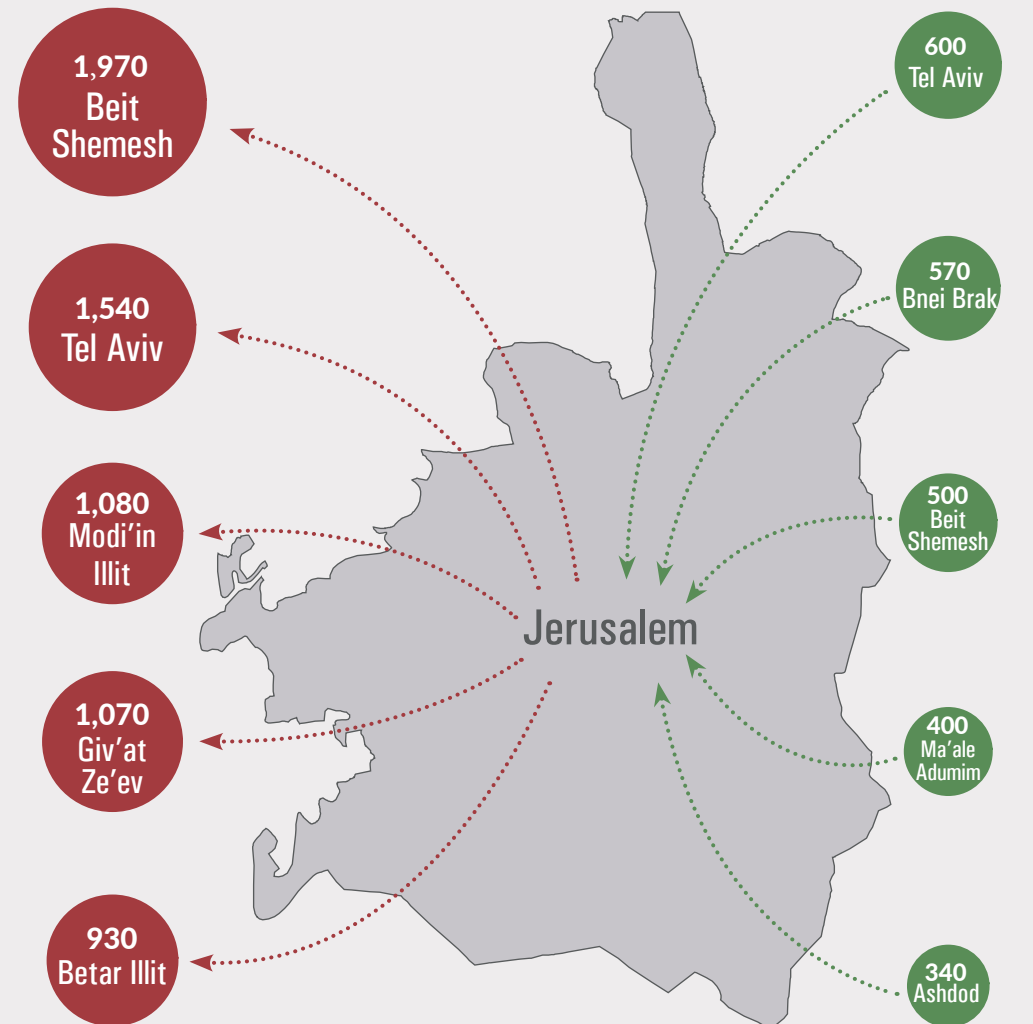 1,970
Beit
Shemesh
1,540
Tel Aviv
1,080
Modi'in
Illit
1,070
Giv'at
Ze'ev
930
Betar Illit
Jerusalem
600
Tel Aviv
570
Bnei Brak
500
Beit
Shemesh
400
Ma'ale
Adumim
340
Ashdod